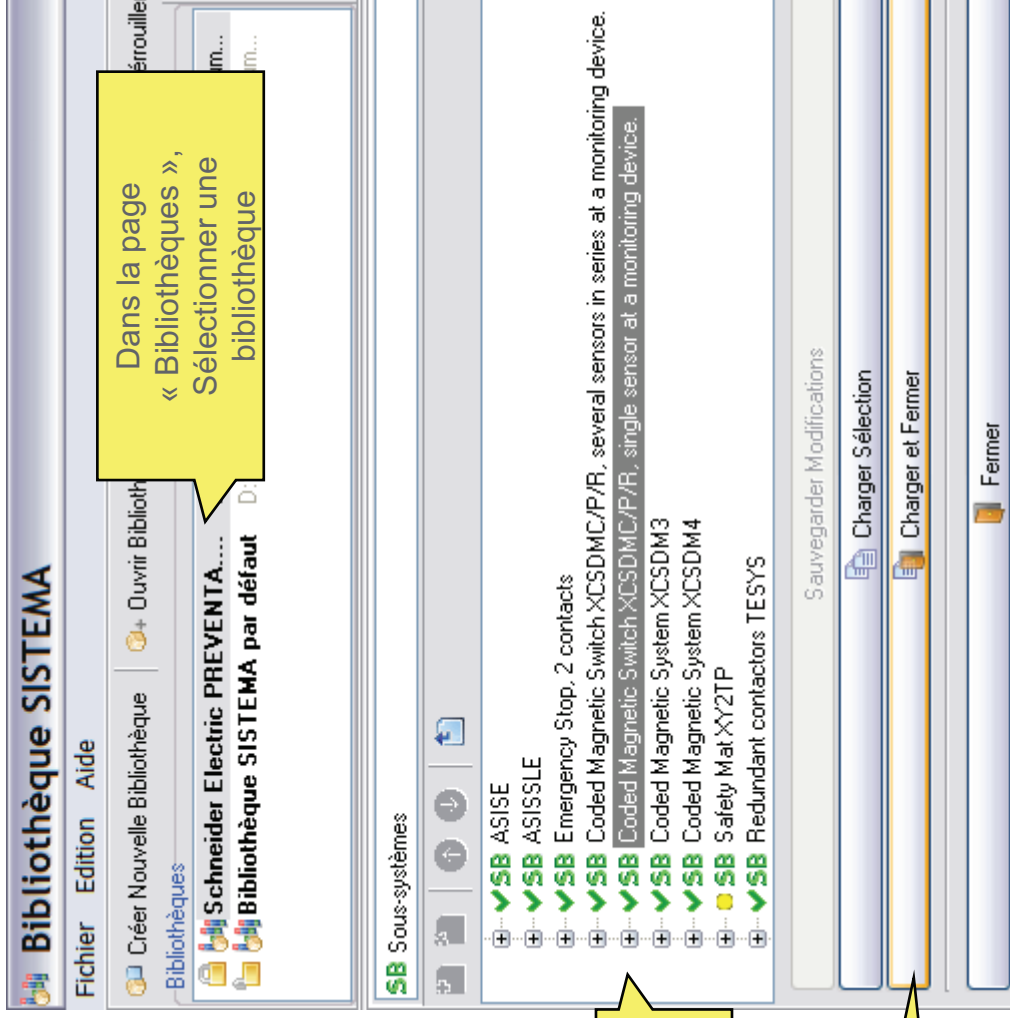 Bibliothèque SISTEMA
Fichier Edition Aide
Créer Nouvelle Bibliothèque Ouvrir Biblioth
Bibliothèques
Schneider Electric PREVENTA....
Bibliothèque SISTEMA par défaut D:
Dans la page
« Bibliothèques »,
Sélectionner une
bibliothèque
SB Sous-systèmes
SB ASISE
SB ASISSLE
SB Emergency Stop, 2 contacts
SB Coded Magnetic Switch XCSDMC/P/R, several sensors in series at a monitoring device.
SB Coded Magnetic Switch XCSDMC/P/R, single sensor at a monitoring device.
SB Coded Magnetic System XCSDM3
SB Coded Magnetic System XCSDM4
SB Safety Mat XY2TP
SB Redundant contactors TESYS
Sauvegarder Modifications
Charger Sélection
Charger et Fermer
Fermer